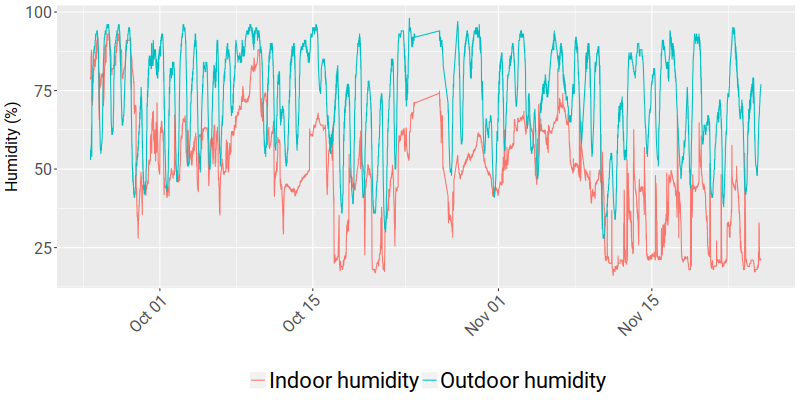 Humidity (%)
100
75
50
25
Oct 01
Oct 15
Nov 01
Nov 15
Indoor humidity
Outdoor humidity